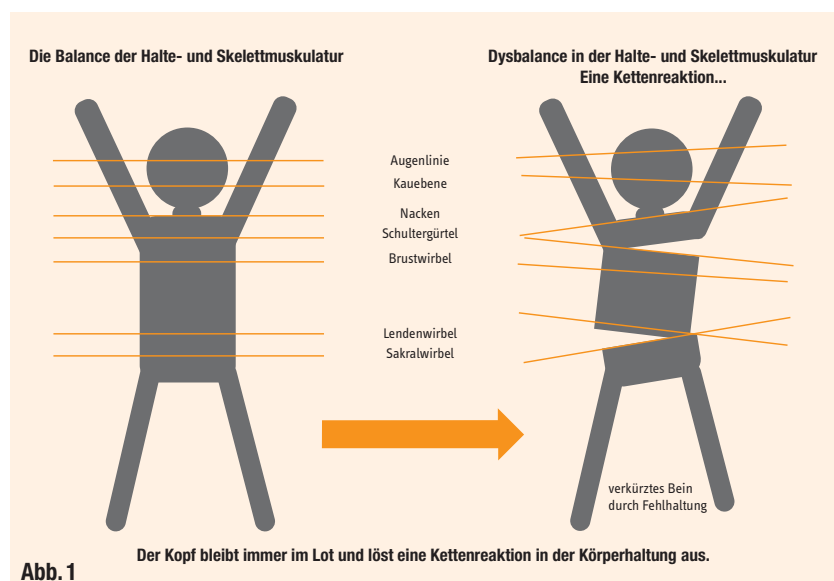 Die Balance der Halte- und Skelettmuskulatur
Dysbalance in der Halte- und Skelettmuskulatur
Eine Kettenreaktion...
Augenlinie
Kauebene
Nacken
Schultergürtel
Brustwirbel
Lendenwirbel
Sakralwirbel
verkürztes Bein
durch Fehlhaltung
Der Kopf bleibt immer im Lot und löst eine Kettenreaktion in der Körperhaltung aus.
Abb. 1